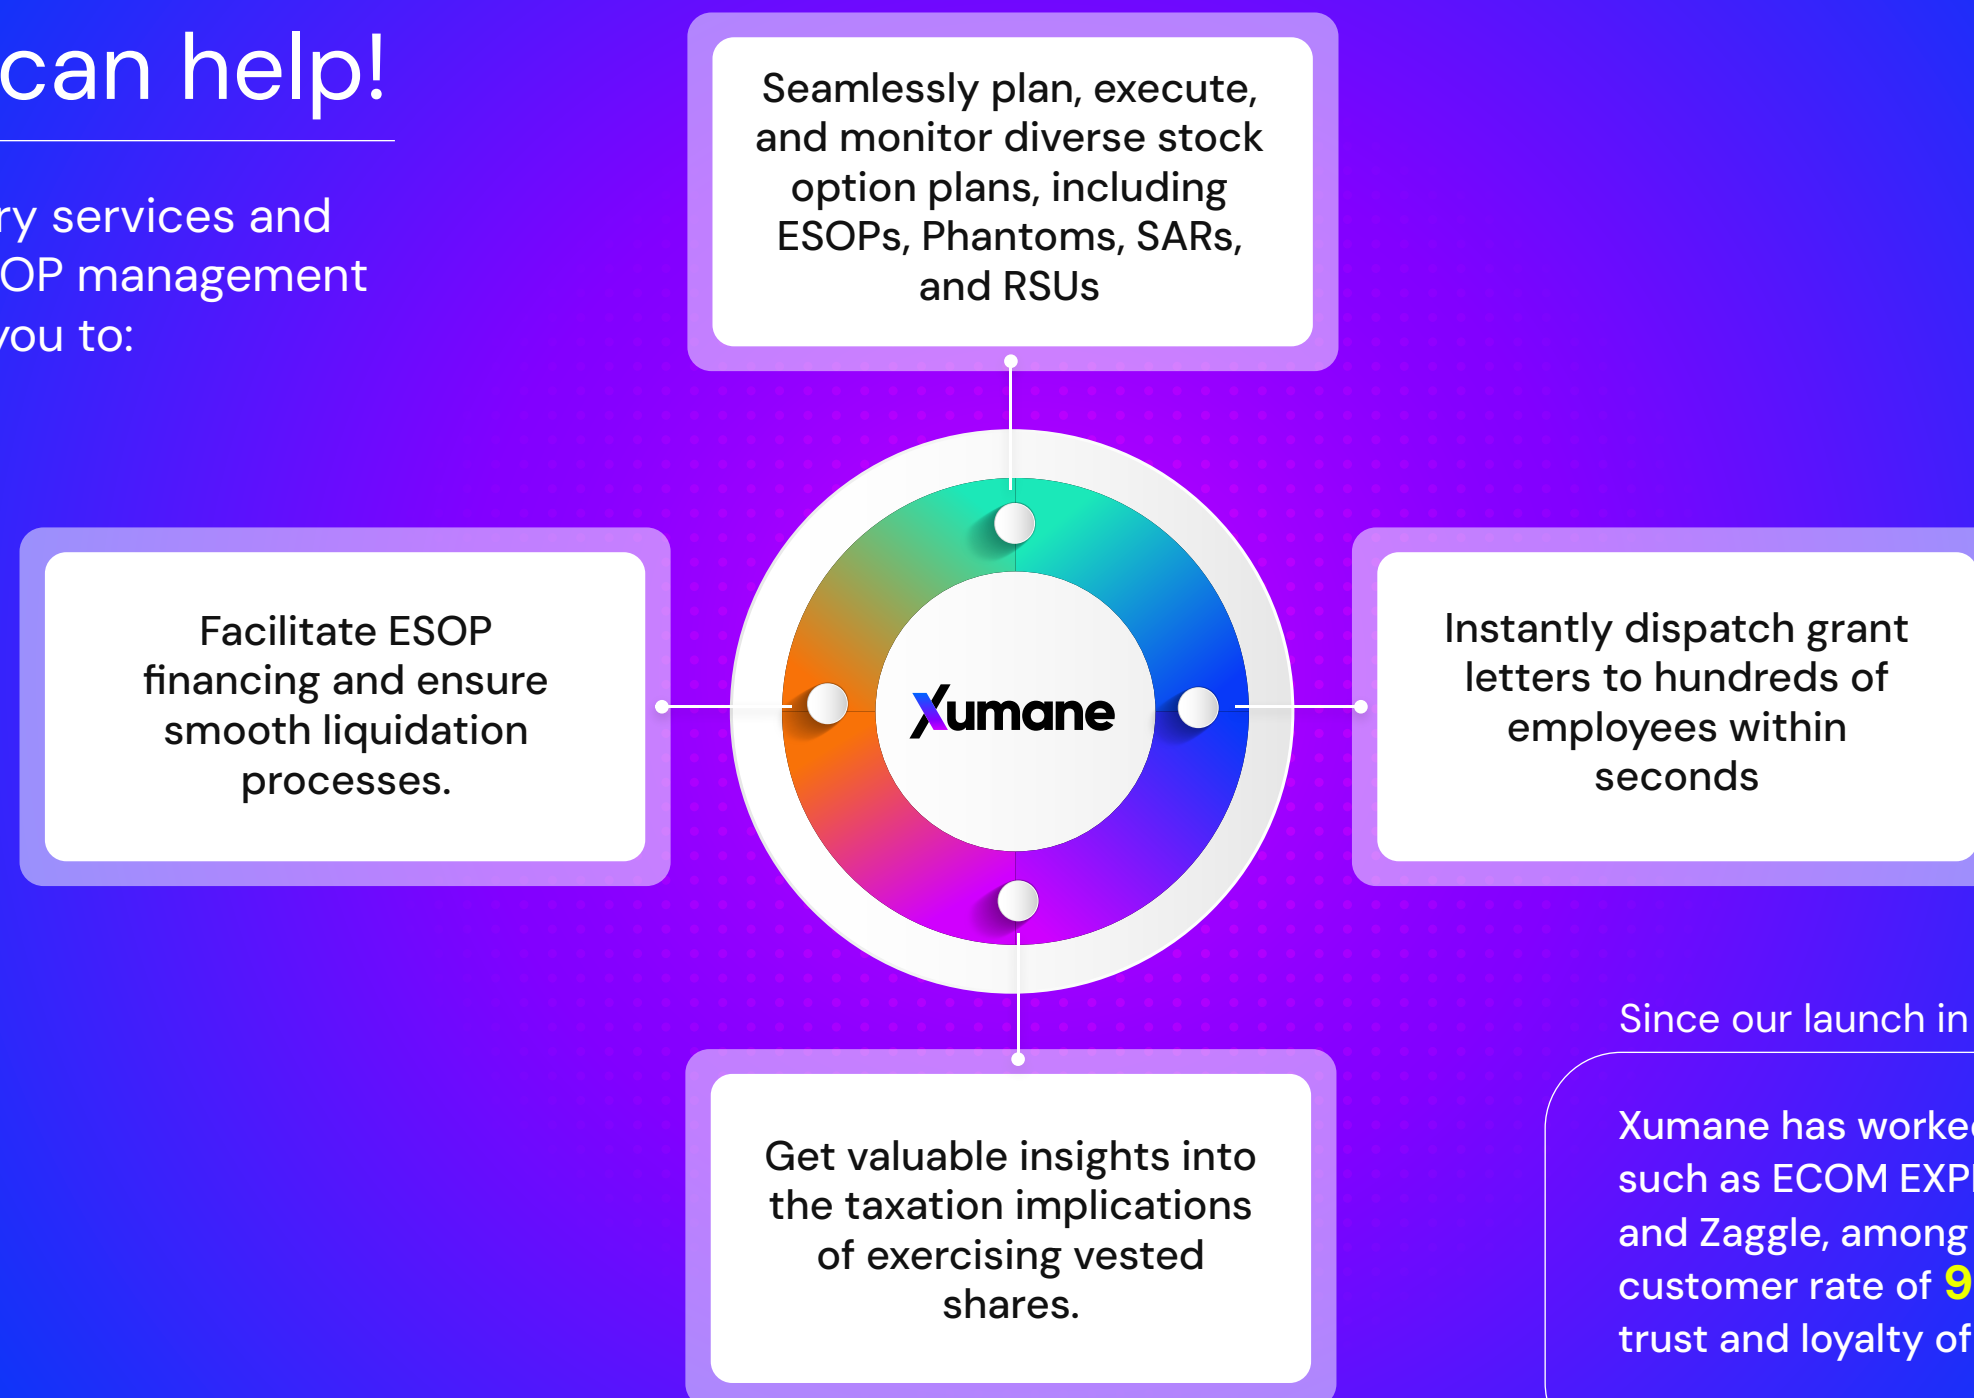 can help!
ry services and
OP management
you to:
Seamlessly plan, execute,
and monitor diverse stock
option plans, including
ESOPs, Phantoms, SARs,
and RSUs
Facilitate ESOP
financing and ensure
smooth liquidation
processes.
Xumane
Instantly dispatch grant
letters to hundreds of
employees within
seconds
Get valuable insights into
the taxation implications
of exercising vested
shares.
Since our launch in
Xumane has worke
such as ECOM EXP
and Zaggle, among
customer rate of 9
trust and loyalty of